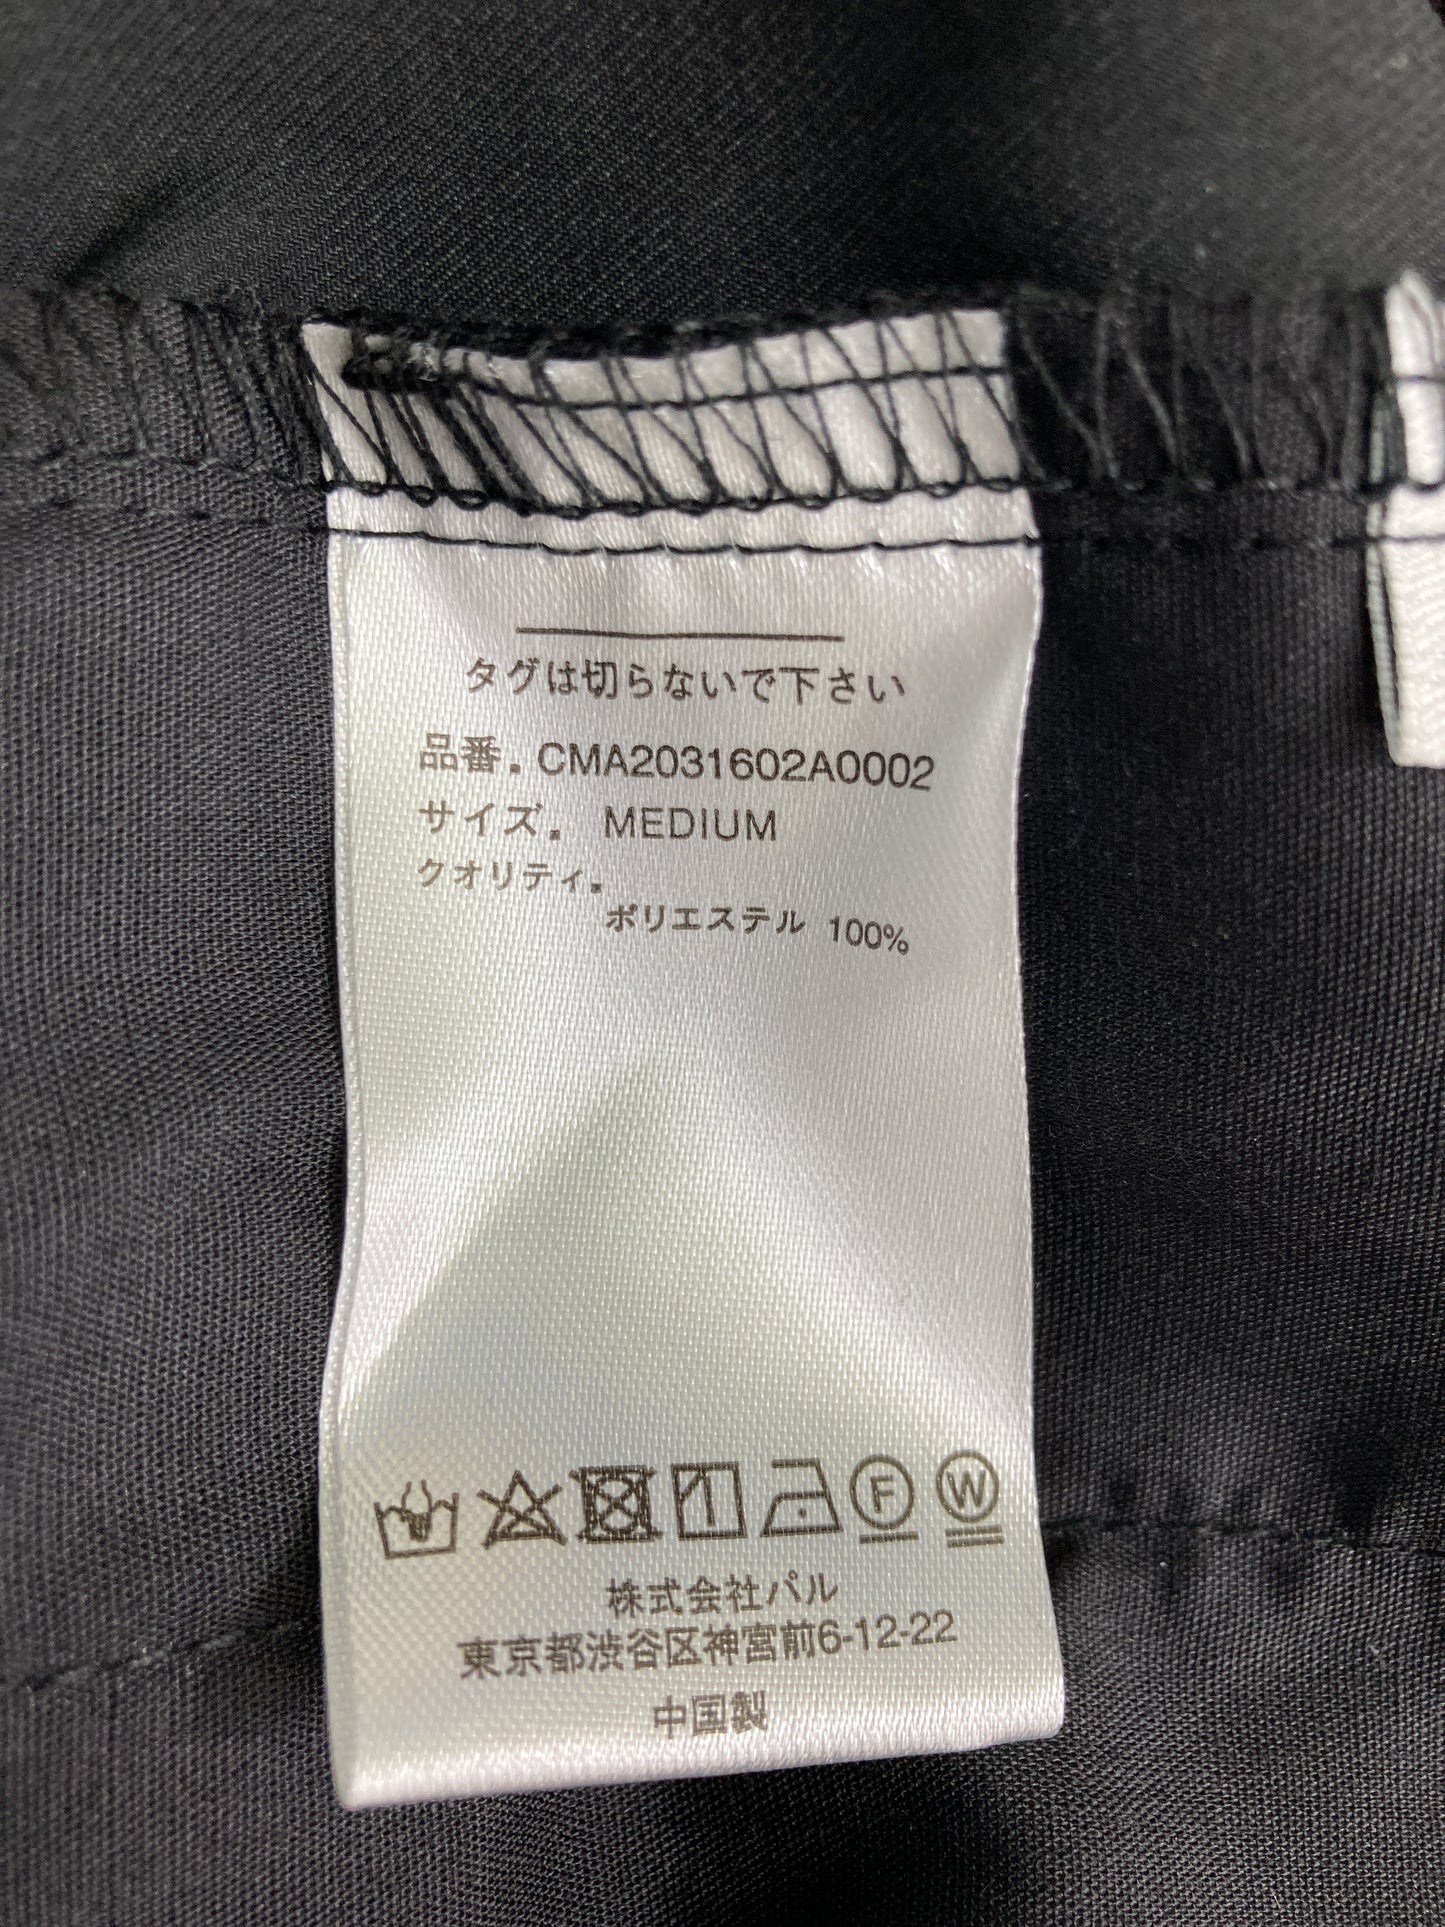 タグは切らないで下さい
品番. CMA2031602A0002
サイズ. MEDIUM
クオリティ.
ポリエステル 100%
F W
株式会社パル
東京都渋谷区神宮前6-12-22
中国製